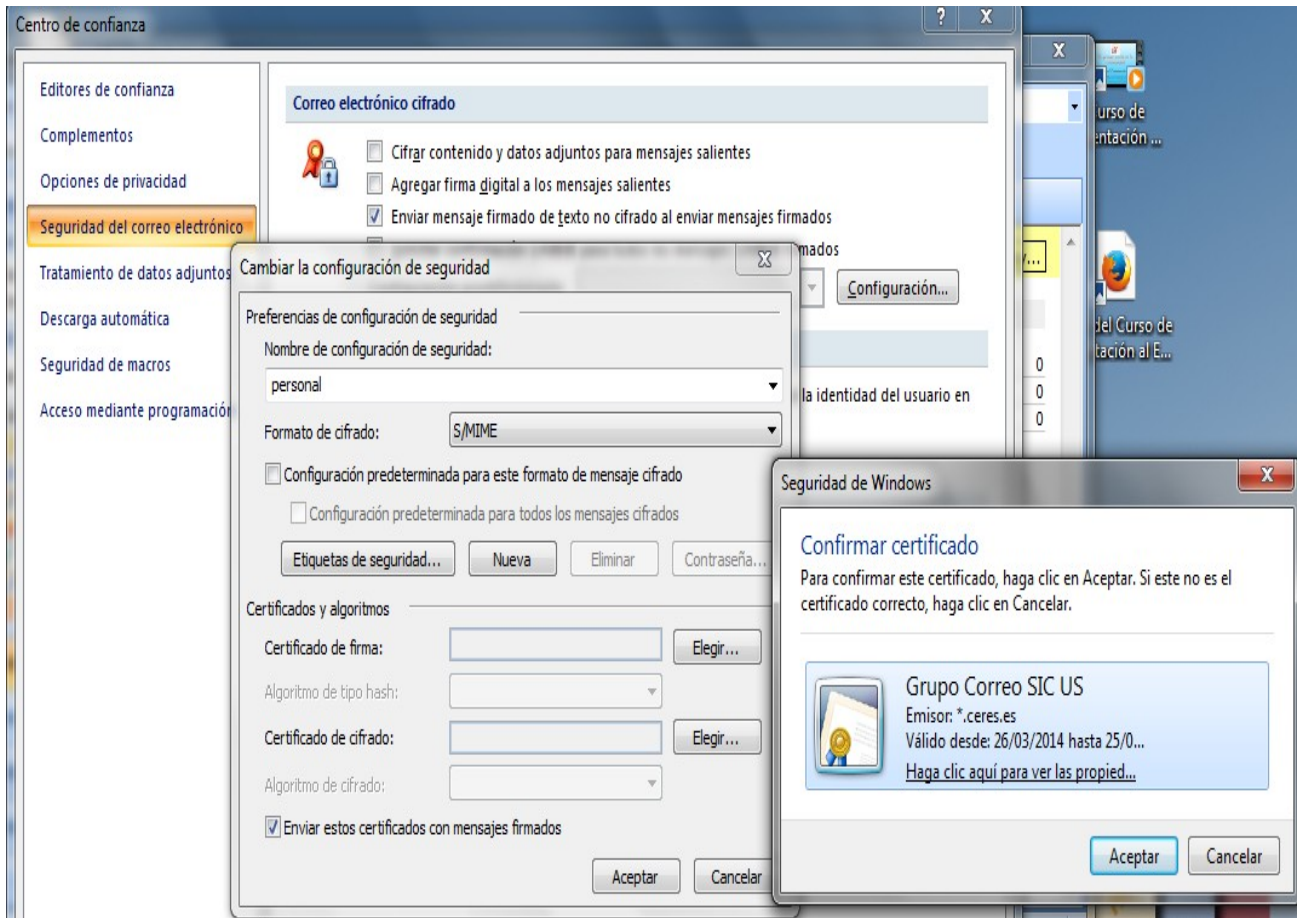 Centro de confianza
Editores de confianza
Complementos
Opciones de privacidad
Seguridad del correo electrónico
Tratamiento de datos adjuntos
Descarga automática
Seguridad de macros
Acceso mediante programación
Correo electrónico cifrado
Cifrar contenido y datos adjuntos para mensajes salientes
Agregar firma digital a los mensajes salientes
Enviar mensaje firmado de texto no cifrado al enviar mensajes firmados
mados
Configuración...
la identidad del usuario en
Cambiar la configuración de seguridad
Preferencias de configuración de seguridad
Nombre de configuración de seguridad:
personal
Formato de cifrado: S/MIME
Configuración predeterminada para este formato de mensaje cifrado
Configuración predeterminada para todos los mensajes cifrados
Etiquetas de seguridad... Nueva Eliminar Contraseña...
Certificados y algoritmos
Certificado de firma: Elegir...
Algoritmo de tipo hash:
Certificado de cifrado: Elegir...
Algoritmo de cifrado:
Enviar estos certificados con mensajes firmados
Aceptar Cancelar
0
0
0
urso de
entación ...
del Curso de
tación al E...
Seguridad de Windows
Confirmar certificado
Para confirmar este certificado, haga clic en Aceptar. Si este no es el
certificado correcto, haga clic en Cancelar.
Grupo Correo SIC US
Emisor: *.ceres.es
Válido desde: 26/03/2014 hasta 25/0...
Haga clic aquí para ver las propied...
Aceptar Cancelar